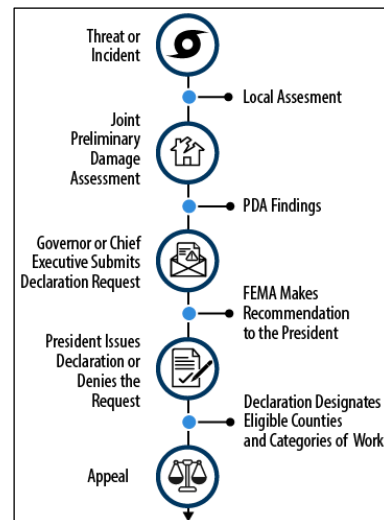 Threat or
Incident
Local Assesment
Joint
Preliminary
Damage
Assessment
PDA Findings
Governor or Chief
Executive Submits
Declaration Request
FEMA Makes
Recommendation
to the President
President Issues
Declaration or
Denies the
Request
Declaration Designates
Eligible Counties
and Categories of Work
Appeal